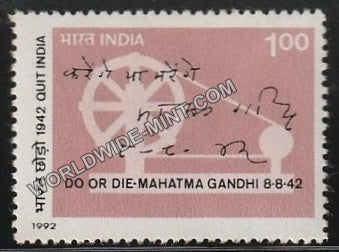 भारत INDIA 1.00
करेंगे या मरेंगे
DO OR DIE-MAHATMA GANDHI 8-8-42
भारत छोड़ो 1942 QUIT INDIA
1992
WORLDWIDE-MINT.COM